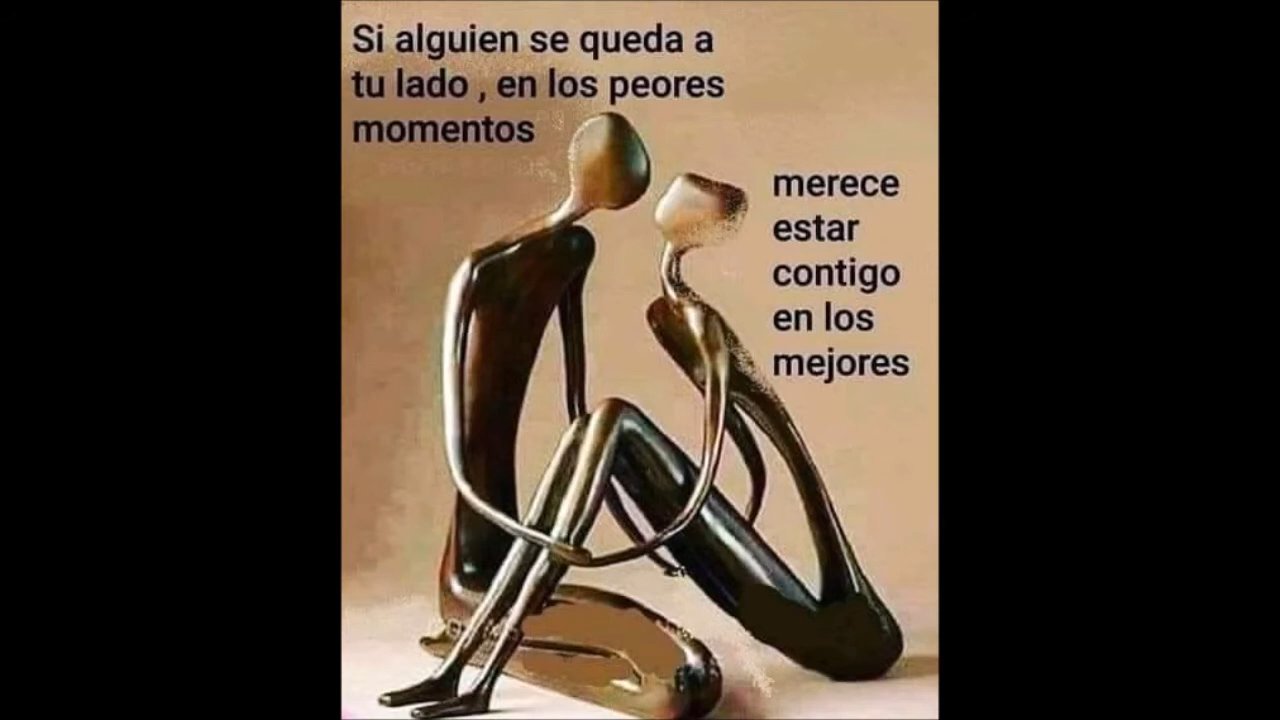 Si alguien se queda a
tu lado , en los peores
momentos
merece
estar
contigo
en los
mejores